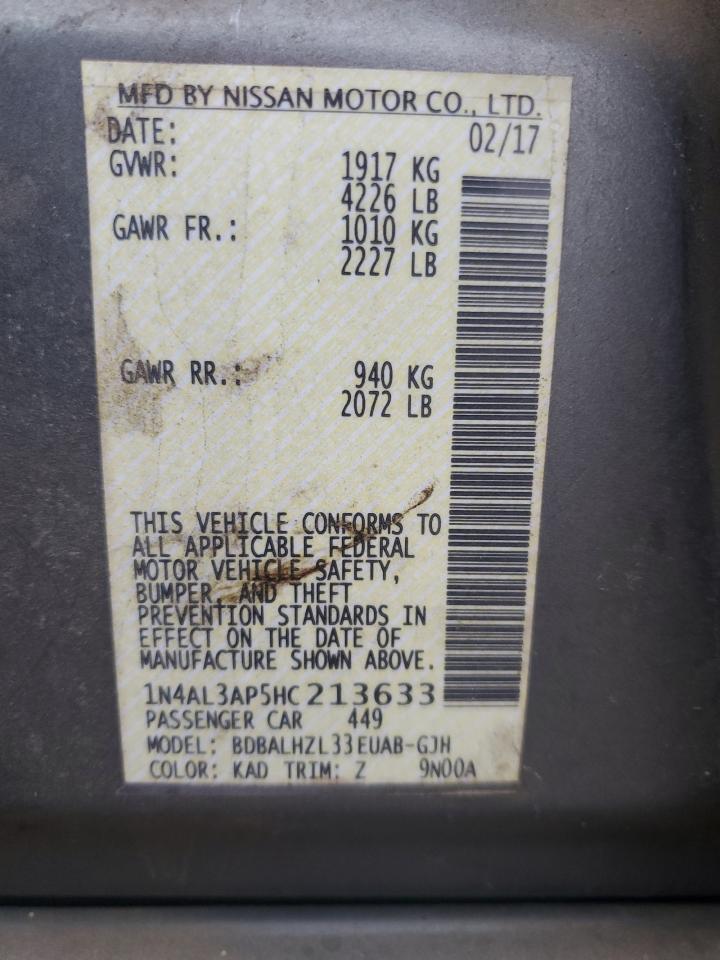 MFD BY NISSAN MOTOR CO., LTD.
DATE: 02/17
GVWR: 1917 KG
4226 LB
GAWR FR.: 1010 KG
2227 LB
GAWR RR.: 940 KG
2072 LB
THIS VEHICLE CONFORMS TO
ALL APPLICABLE FEDERAL
MOTOR VEHICLE SAFETY,
BUMPER, AND THEFT
PREVENTION STANDARDS IN
EFFECT ON THE DATE OF
MANUFACTURE SHOWN ABOVE.
1N4AL3AP5HC213633
PASSENGER CAR 449
MODEL: BDBALHZL33EUAB-GJH
COLOR: KAD TRIM: Z 9N00A